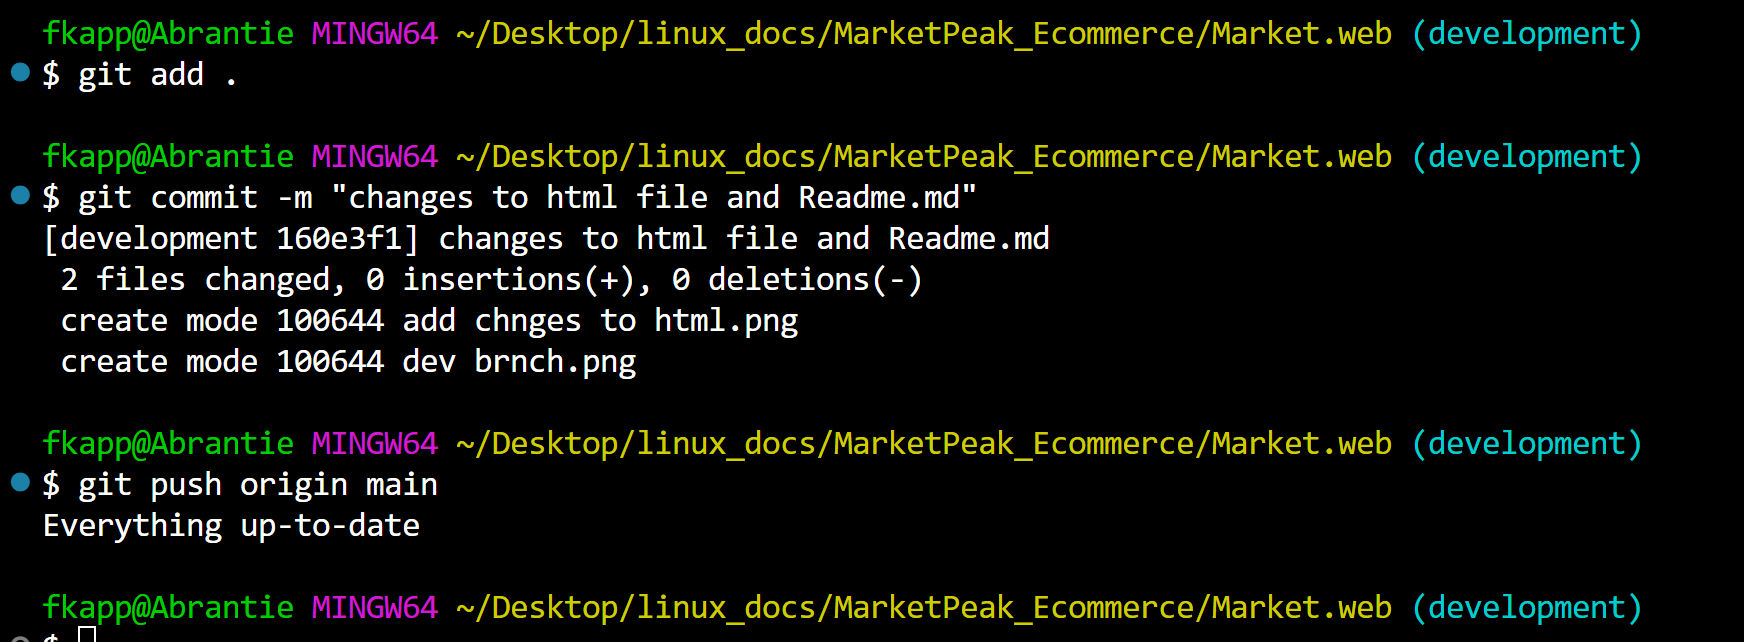 fkapp@Abrantie MINGW64 ~/Desktop/linux_docs/MarketPeak_Ecommerce/Market.web (development)
$ git add .
fkapp@Abrantie MINGW64 ~/Desktop/linux_docs/MarketPeak_Ecommerce/Market.web (development)
$ git commit -m "changes to html file and Readme.md"
[development 160e3f1] changes to html file and Readme.md
 2 files changed, 0 insertions(+), 0 deletions(-)
 create mode 100644 add chnges to html.png
 create mode 100644 dev brnch.png
fkapp@Abrantie MINGW64 ~/Desktop/linux_docs/MarketPeak_Ecommerce/Market.web (development)
$ git push origin main
Everything up-to-date
fkapp@Abrantie MINGW64 ~/Desktop/linux_docs/MarketPeak_Ecommerce/Market.web (development)
$